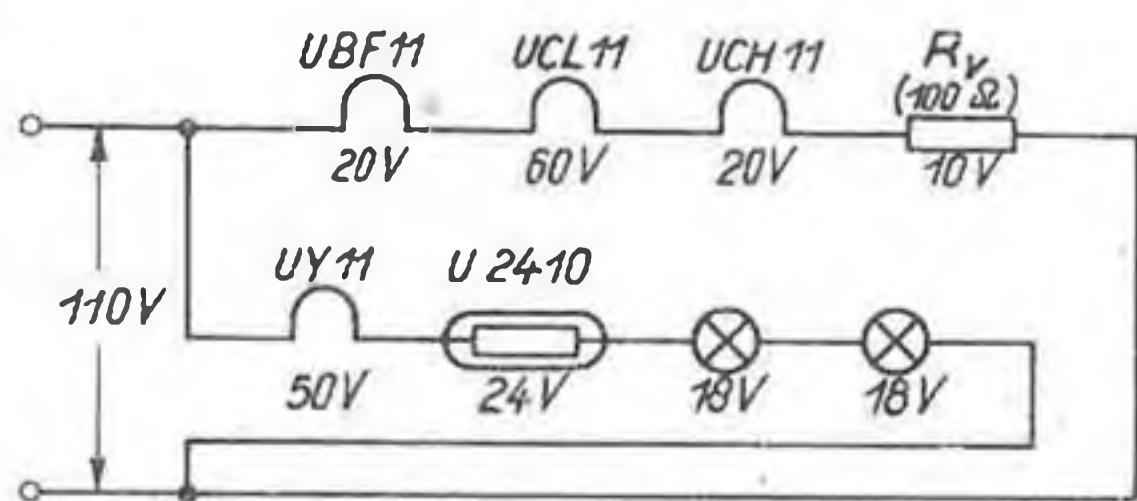 UBF11 UCL11 UCH11 Rv
(100 Ω)
20V 60V 20V 10V
UY11 U 2410
110V
50V 24V 18V 18V